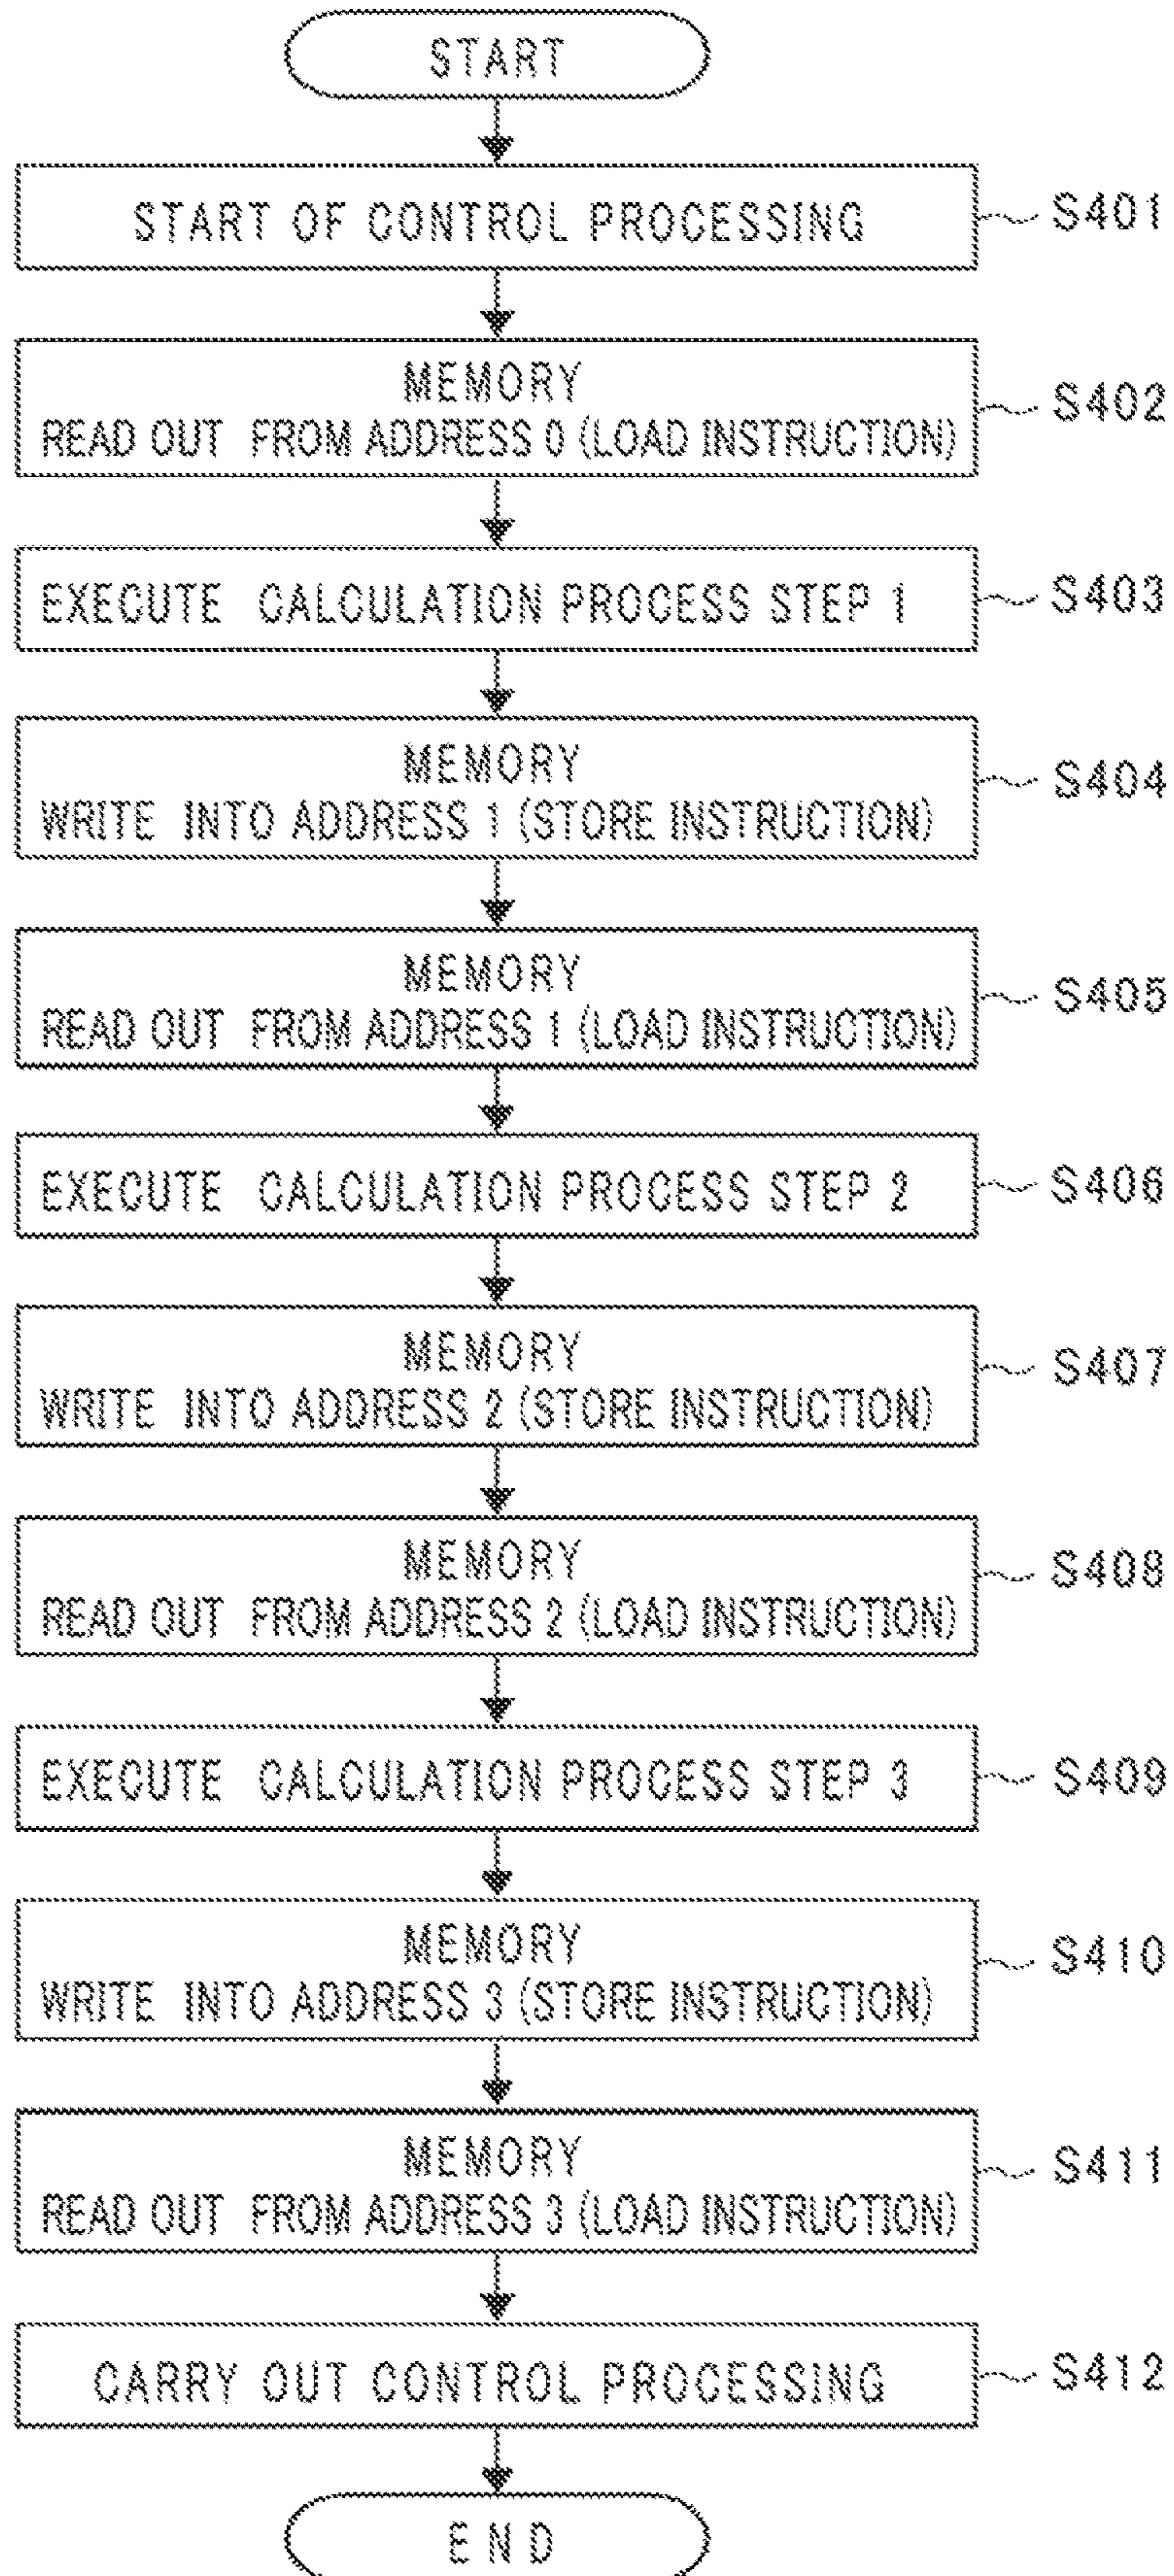 START
START OF CONTROL PROCESSING
S401
MEMORY
READ OUT FROM ADDRESS 0 (LOAD INSTRUCTION)
S402
EXECUTE CALCULATION PROCESS STEP 1
S403
MEMORY
WRITE INTO ADDRESS 1 (STORE INSTRUCTION)
S404
MEMORY
READ OUT FROM ADDRESS 1 (LOAD INSTRUCTION)
S405
EXECUTE CALCULATION PROCESS STEP 2
S406
MEMORY
WRITE INTO ADDRESS 2 (STORE INSTRUCTION)
S407
MEMORY
READ OUT FROM ADDRESS 2 (LOAD INSTRUCTION)
S408
EXECUTE CALCULATION PROCESS STEP 3
S409
MEMORY
WRITE INTO ADDRESS 3 (STORE INSTRUCTION)
S410
MEMORY
READ OUT FROM ADDRESS 3 (LOAD INSTRUCTION)
S411
CARRY OUT CONTROL PROCESSING
S412
END